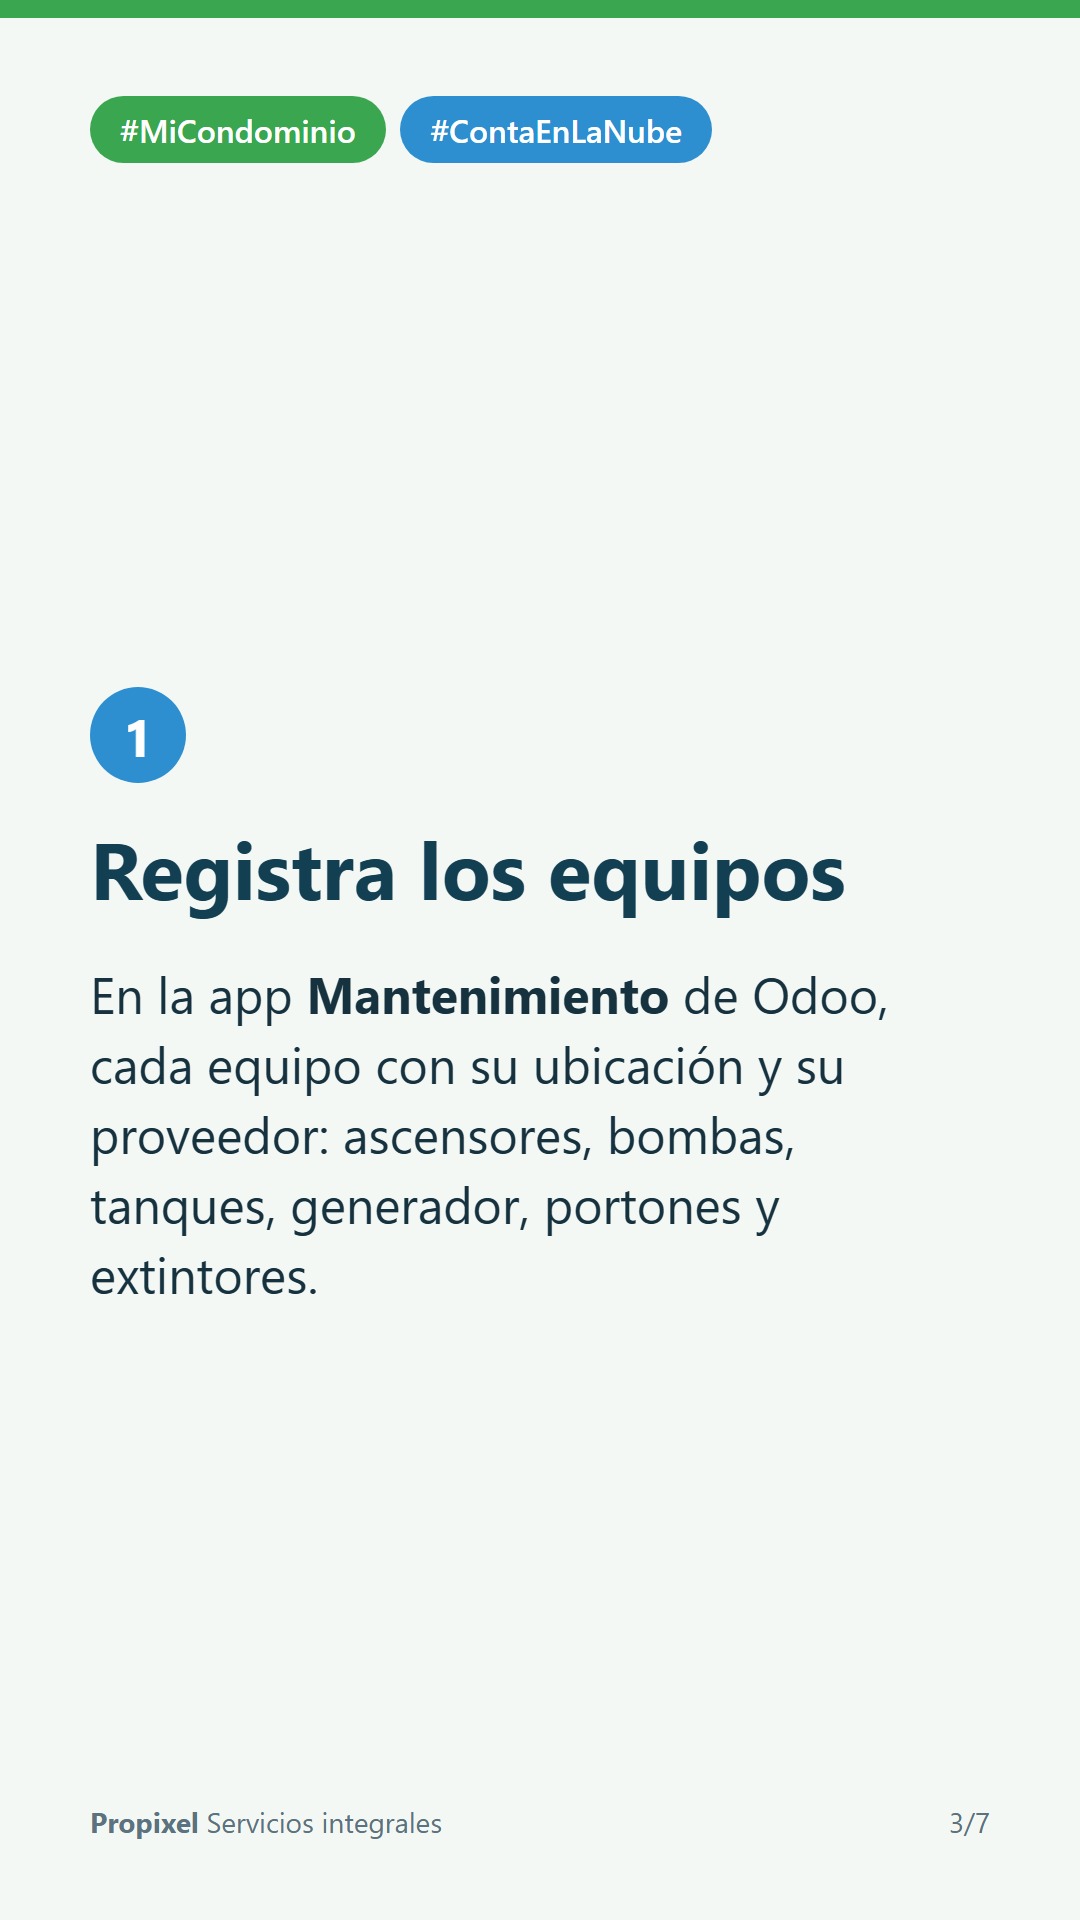 #MiCondominio #ContaEnLaNube
1
Registra los equipos
En la app Mantenimiento de Odoo,
cada equipo con su ubicación y su
proveedor: ascensores, bombas,
tanques, generador, portones y
extintores.
Propixel Servicios integrales 3/7